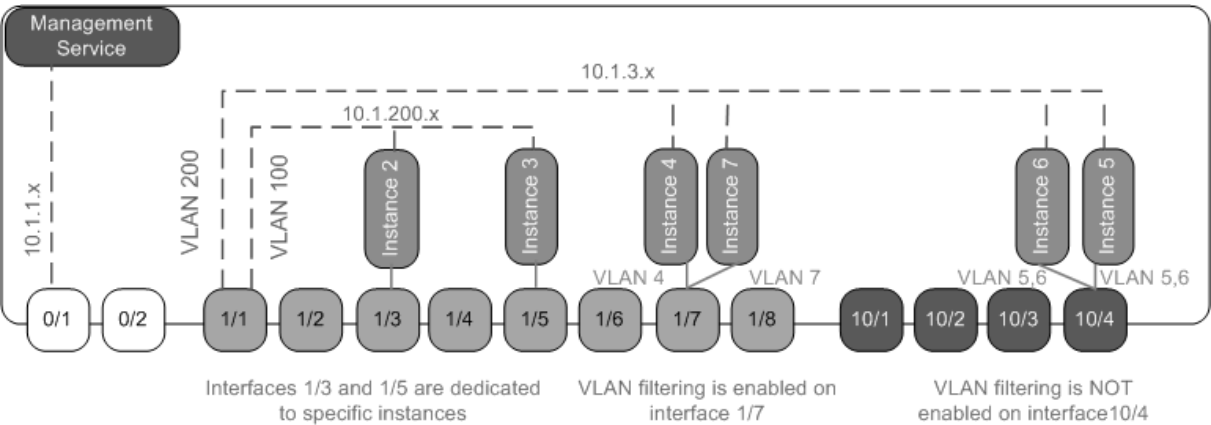 Management
Service
10.1.3.x
10.1.200.x
10.1.1.x
VLAN 200
VLAN 100
Instance 2
Instance 3
Instance 4
Instance 7
Instance 6
Instance 5
VLAN 4
VLAN 7
VLAN 5,6
VLAN 5,6
0/1
0/2
1/1
1/2
1/3
1/4
1/5
1/6
1/7
1/8
10/1
10/2
10/3
10/4
Interfaces 1/3 and 1/5 are dedicated
to specific instances
VLAN filtering is enabled on
interface 1/7
VLAN filtering is NOT
enabled on interface10/4